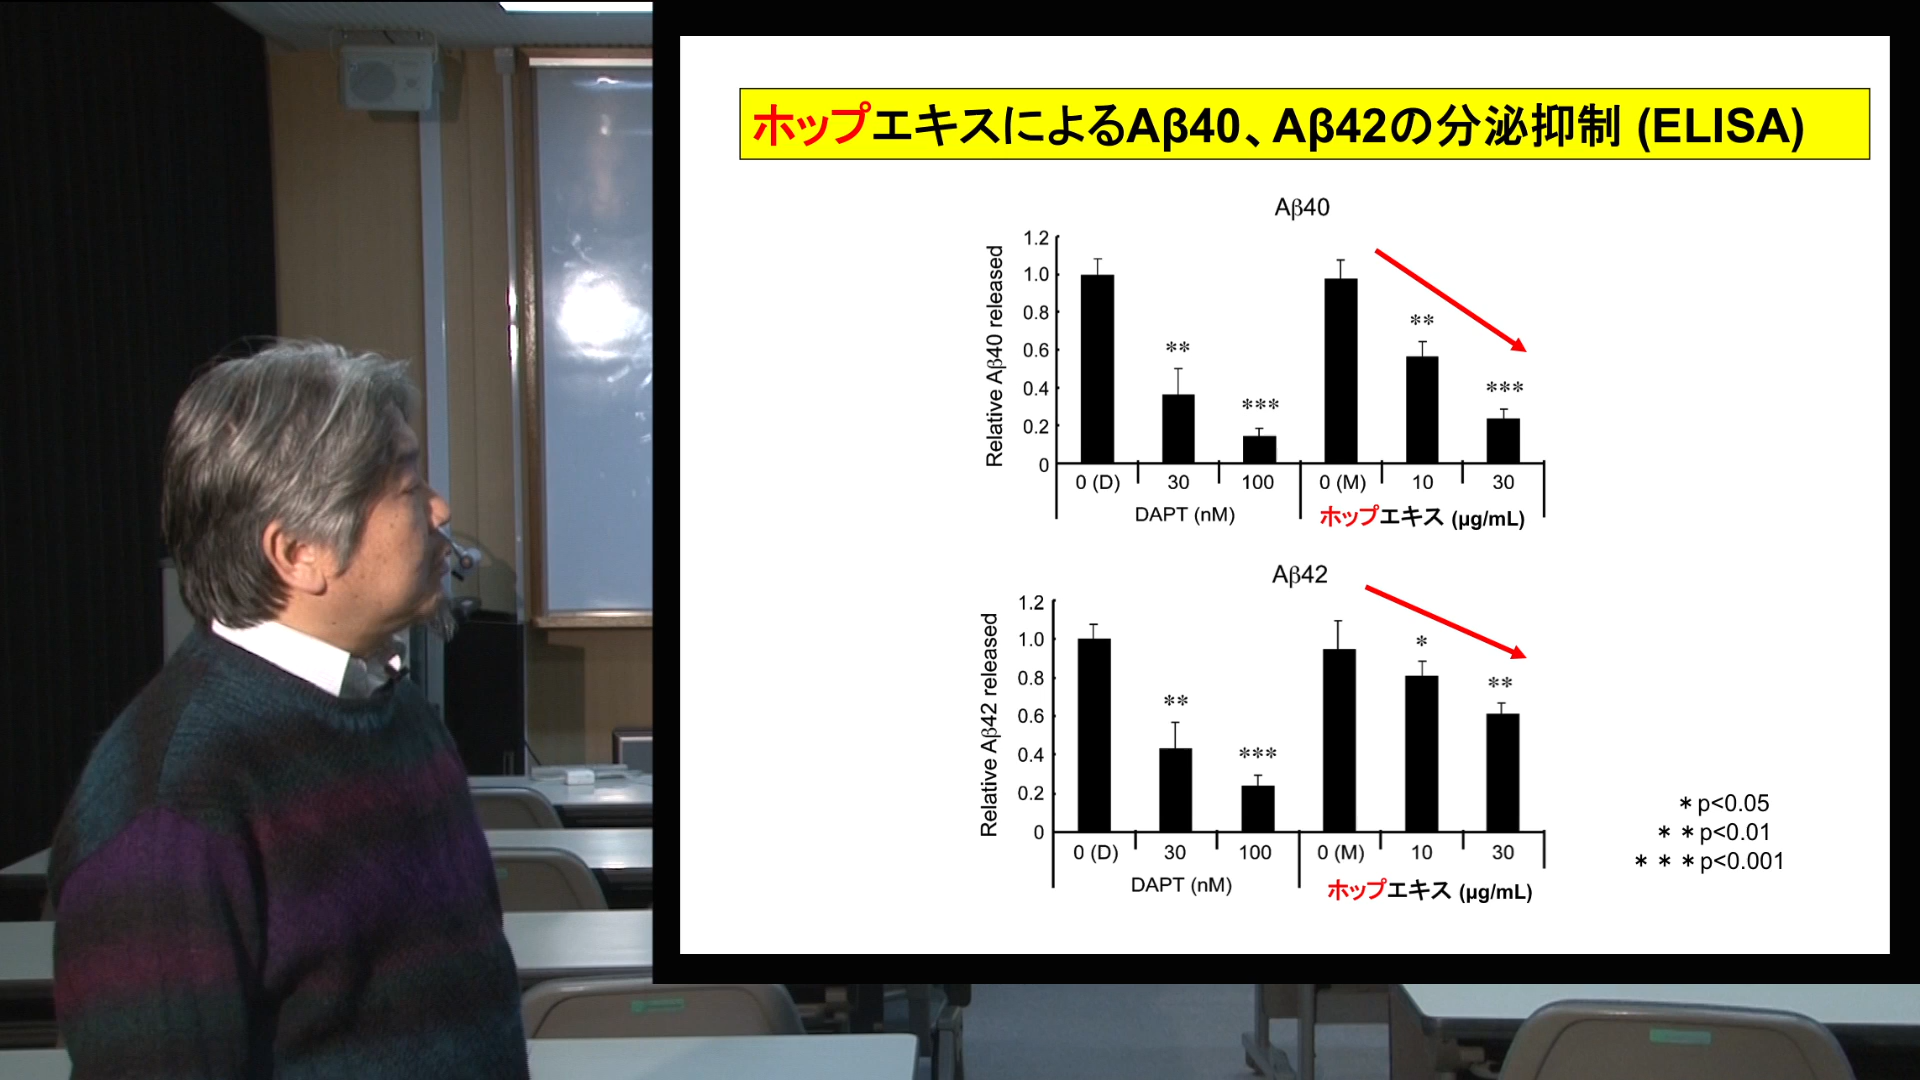 ホップエキスによるAβ40、Aβ42の分泌抑制 (ELISA)
Aβ40
Relative Aβ40 released
1.2
1.0
0.8
0.6
0.4
0.2
0
**
***
**
***
0 (D) 30 100 0 (M) 10 30
DAPT (nM) ホップエキス (μg/mL)
Aβ42
Relative Aβ42 released
1.2
1.0
0.8
0.6
0.4
0.2
0
**
***
*
**
0 (D) 30 100 0 (M) 10 30
DAPT (nM) ホップエキス (μg/mL)
*p<0.05
**p<0.01
***p<0.001